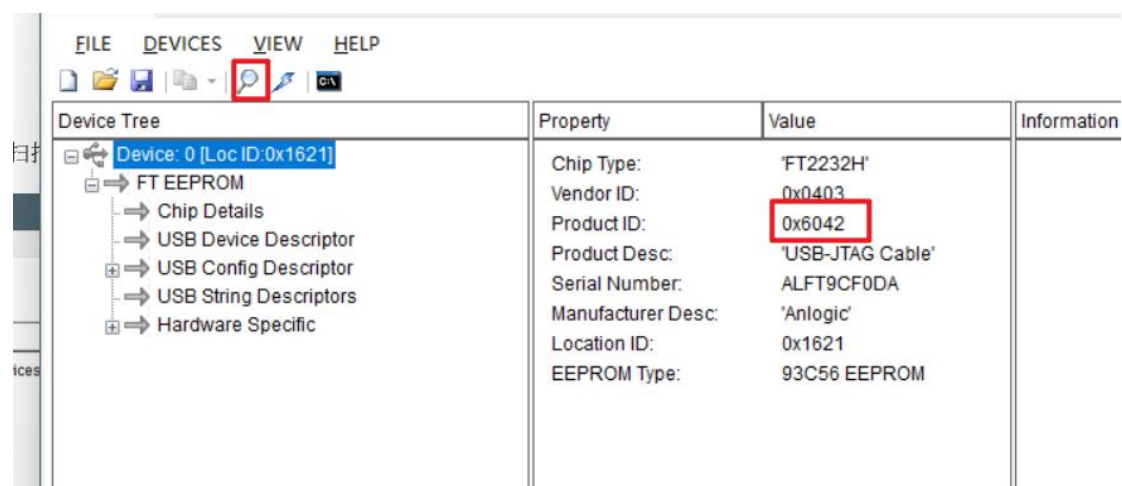 FILE DEVICES VIEW HELP
C:\
Device Tree
Property
Value
Information
Device: 0 [Loc ID:0x1621]
FT EEPROM
Chip Details
USB Device Descriptor
USB Config Descriptor
USB String Descriptors
Hardware Specific
Chip Type: 'FT2232H'
Vendor ID: 0x0403
Product ID: 0x6042
Product Desc: 'USB-JTAG Cable'
Serial Number: ALFT9CF0DA
Manufacturer Desc: 'Anlogic'
Location ID: 0x1621
EEPROM Type: 93C56 EEPROM